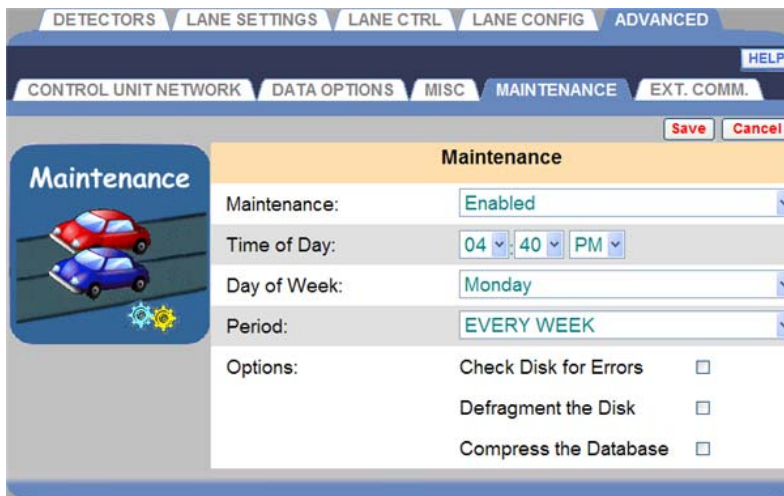 DETECTORS LANE SETTINGS LANE CTRL LANE CONFIG ADVANCED
HELP
CONTROL UNIT NETWORK DATA OPTIONS MISC MAINTENANCE EXT. COMM.
Save Cancel
Maintenance
Maintenance
Maintenance: Enabled
Time of Day: 04 : 40 PM
Day of Week: Monday
Period: EVERY WEEK
Options: Check Disk for Errors
Defragment the Disk
Compress the Database